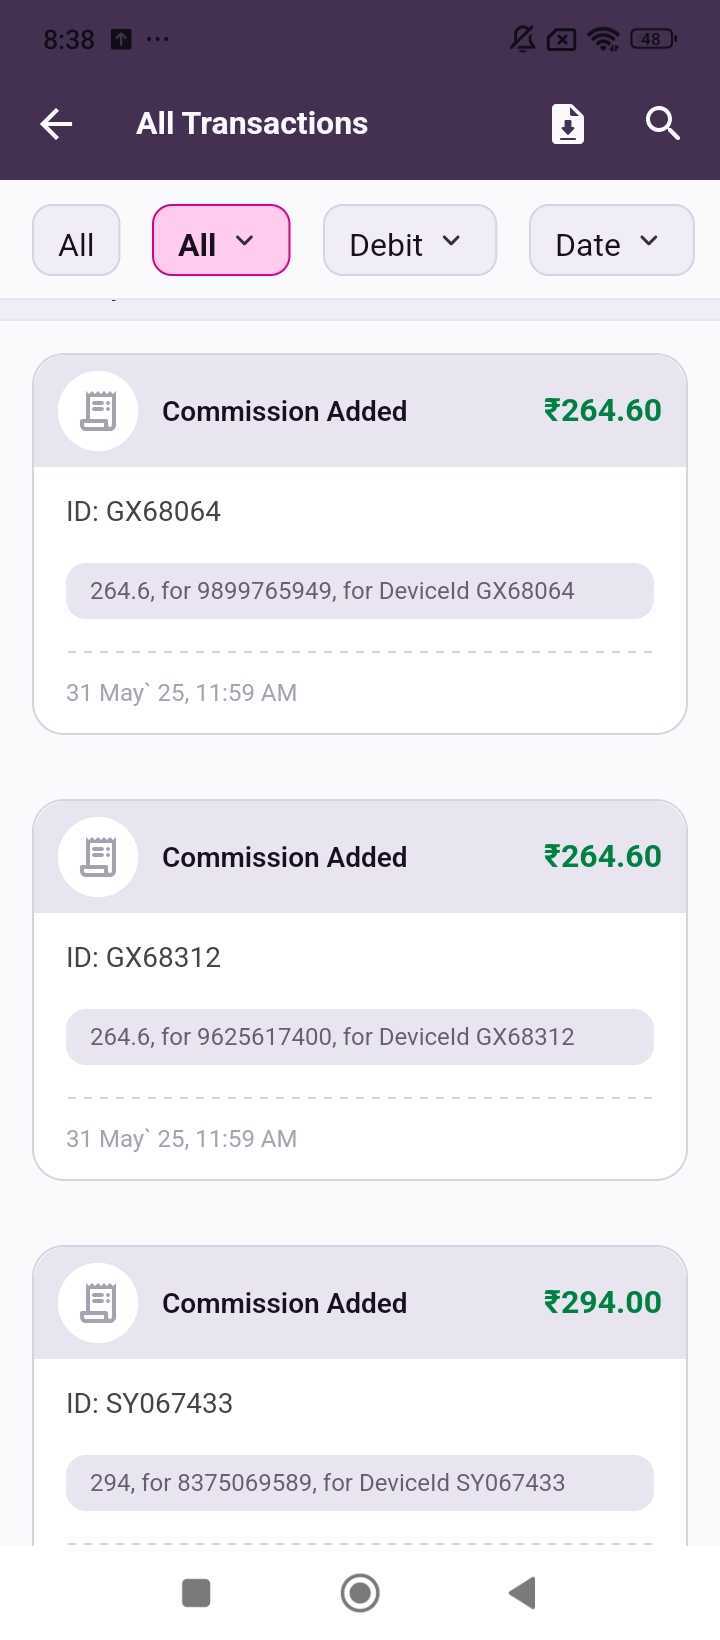 8:38
48
All Transactions
All
All
Debit
Date
Commission Added
₹264.60
ID: GX68064
264.6, for 9899765949, for DeviceId GX68064
31 May` 25, 11:59 AM
Commission Added
₹264.60
ID: GX68312
264.6, for 9625617400, for DeviceId GX68312
31 May` 25, 11:59 AM
Commission Added
₹294.00
ID: SY067433
294, for 8375069589, for DeviceId SY067433